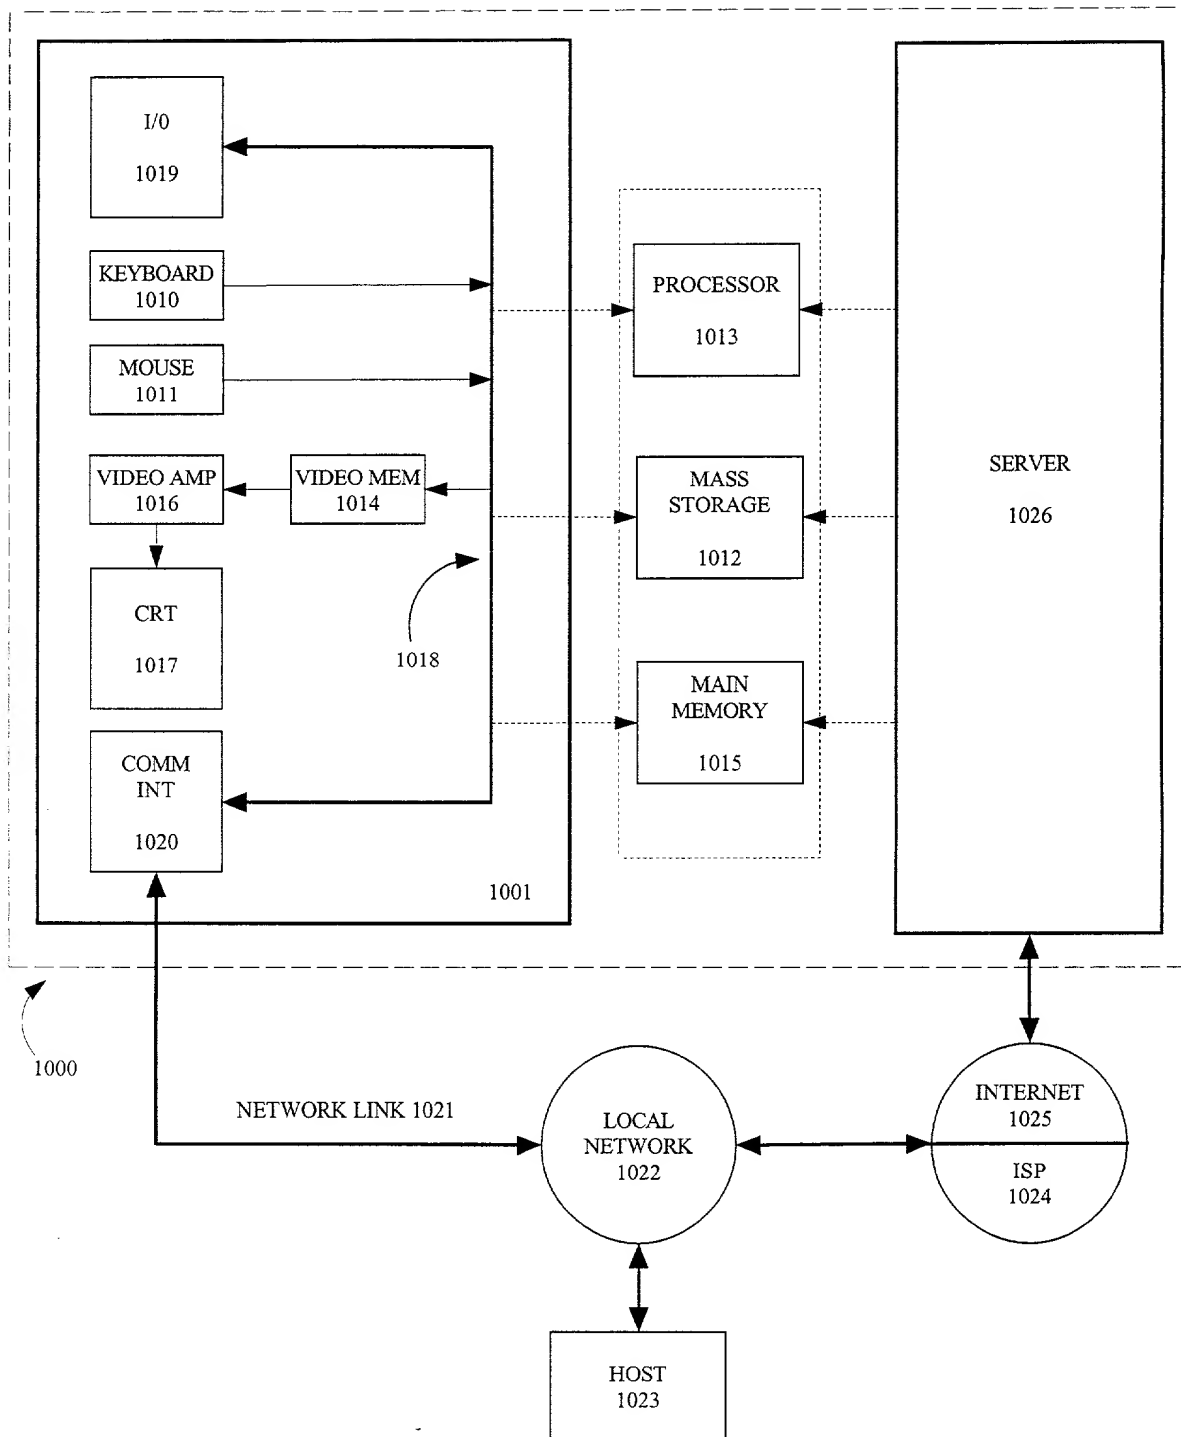 I/0
1019
KEYBOARD
1010
MOUSE
1011
VIDEO AMP
1016
VIDEO MEM
1014
CRT
1017
1018
COMM
INT
1020
1001
PROCESSOR
1013
MASS
STORAGE
1012
MAIN
MEMORY
1015
SERVER
1026
1000
NETWORK LINK 1021
LOCAL
NETWORK
1022
INTERNET
1025
ISP
1024
HOST
1023